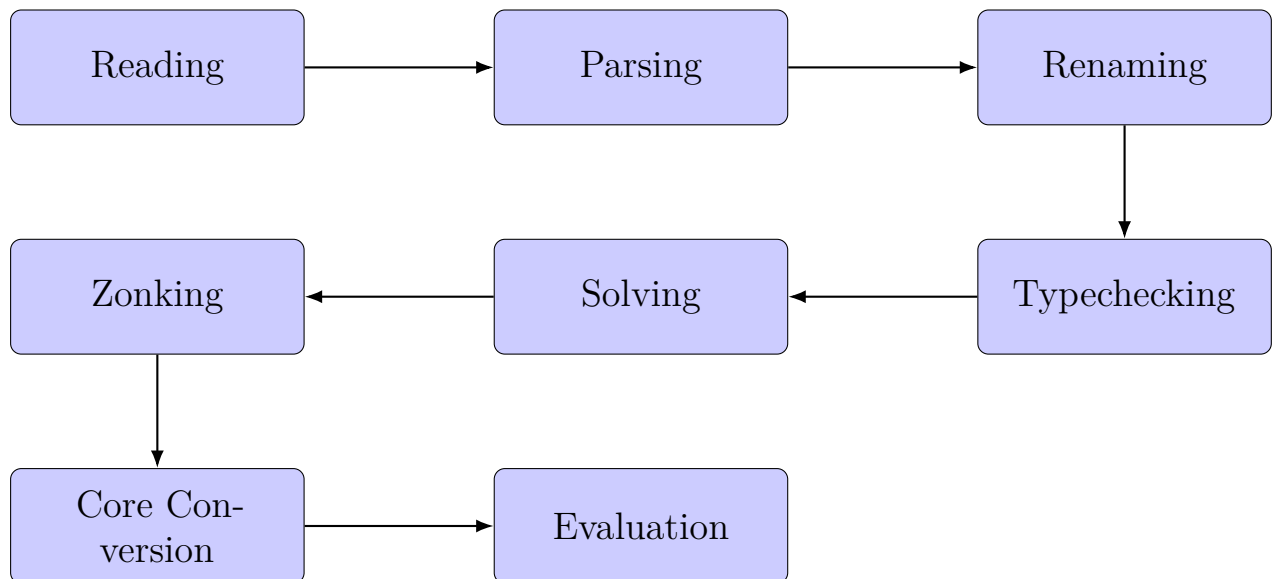 Reading
Parsing
Renaming
Zonking
Solving
Typechecking
Core Con-
version
Evaluation